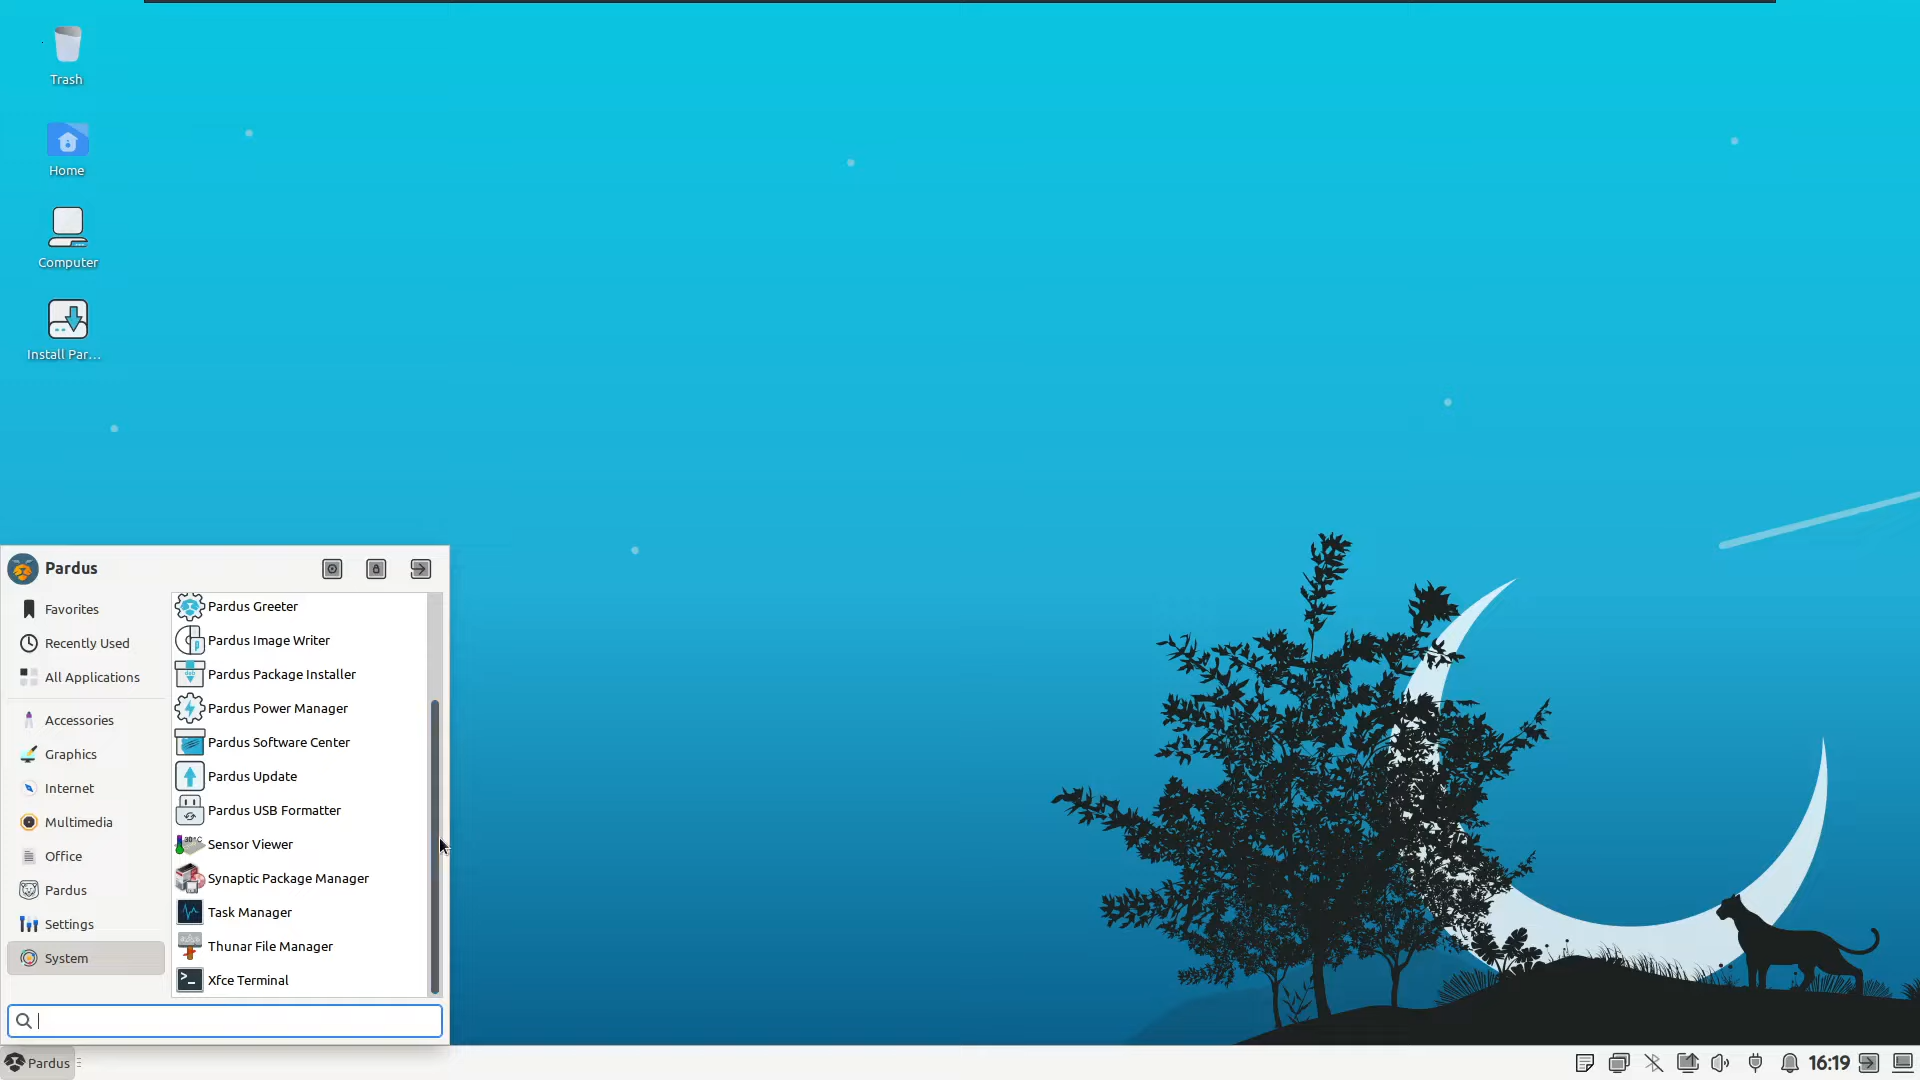 Trash
Home
Computer
Install Par...
Pardus
Favorites
Recently Used
All Applications
Accessories
Graphics
Internet
Multimedia
Office
Pardus
Settings
System
Pardus Greeter
Pardus Image Writer
Pardus Package Installer
Pardus Power Manager
Pardus Software Center
Pardus Update
Pardus USB Formatter
Sensor Viewer
Synaptic Package Manager
Task Manager
Thunar File Manager
Xfce Terminal
Pardus
16:19